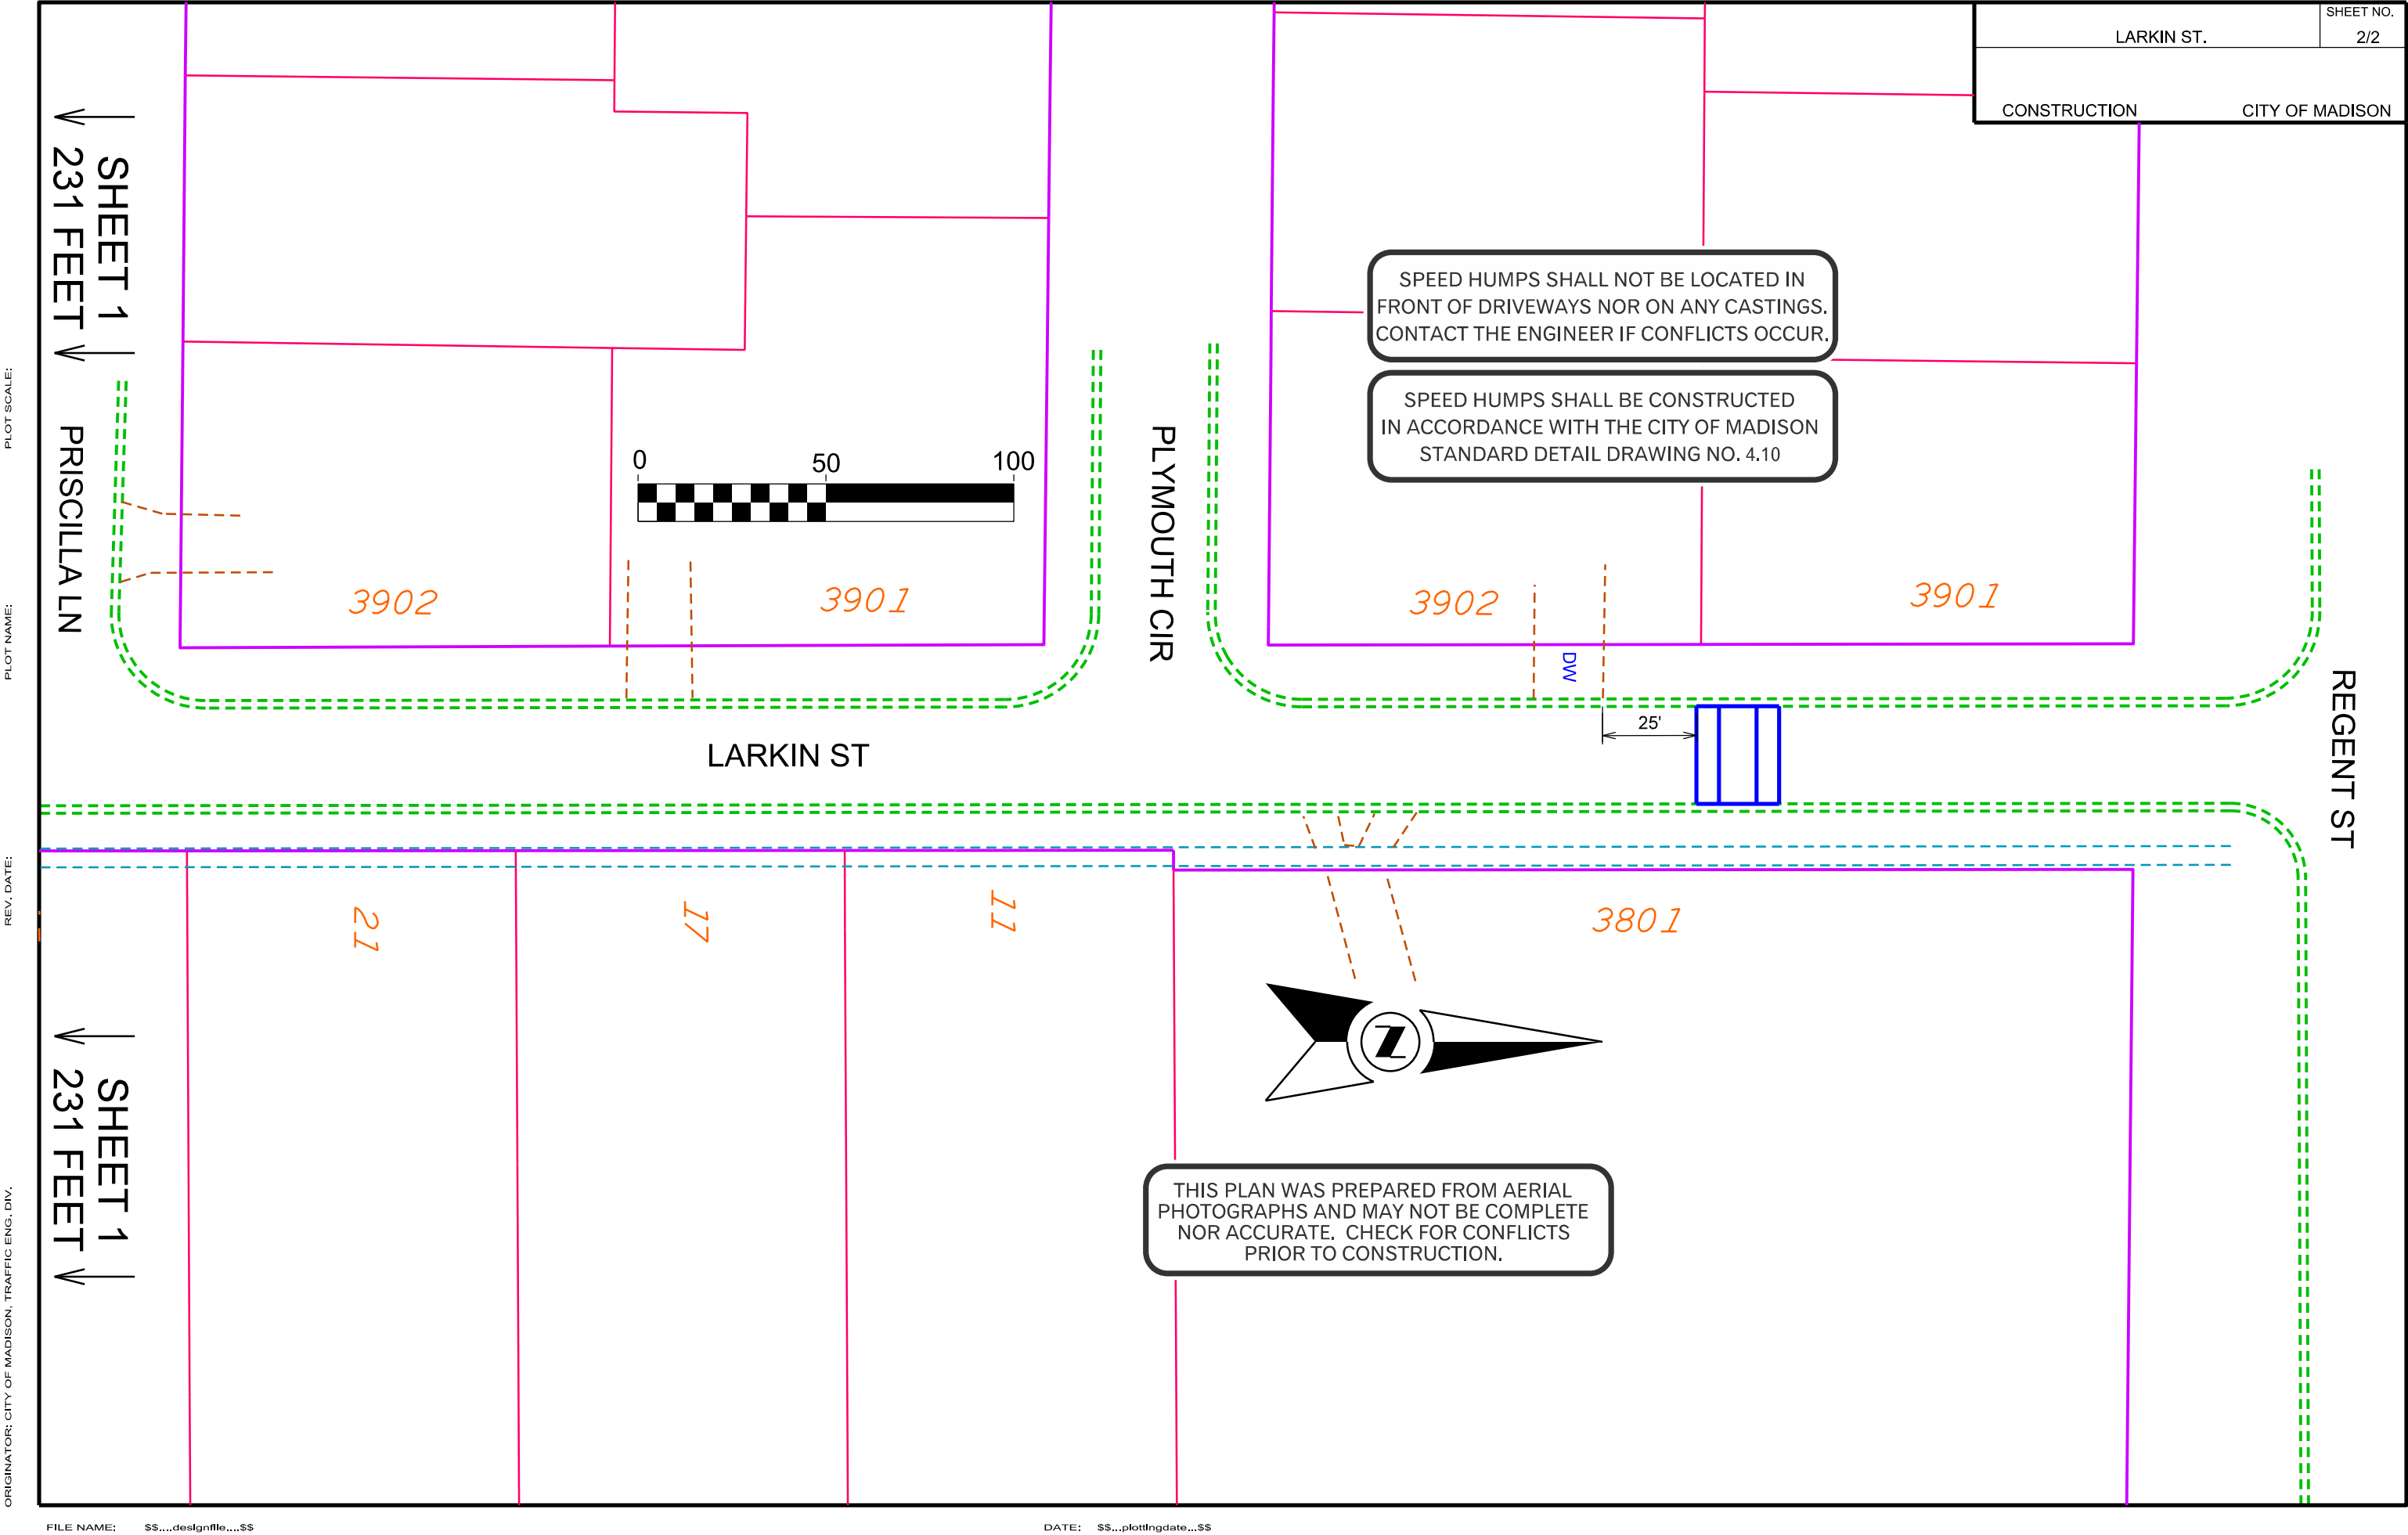 SHEET NO.
LARKIN ST.
2/2
CONSTRUCTION
CITY OF MADISON
SHEET 1
231 FEET
SPEED HUMPS SHALL NOT BE LOCATED IN
FRONT OF DRIVEWAYS NOR ON ANY CASTINGS.
CONTACT THE ENGINEER IF CONFLICTS OCCUR.
SPEED HUMPS SHALL BE CONSTRUCTED
IN ACCORDANCE WITH THE CITY OF MADISON
STANDARD DETAIL DRAWING NO. 4.10
PLOT SCALE:
PRISCILLA LN
0
50
100
PLYMOUTH CIR
3902
3901
3902
3901
PLOT NAME:
DW
25'
REGENT ST
LARKIN ST
REV. DATE:
21
17
11
3801
N
SHEET 1
231 FEET
THIS PLAN WAS PREPARED FROM AERIAL
PHOTOGRAPHS AND MAY NOT BE COMPLETE
NOR ACCURATE. CHECK FOR CONFLICTS
PRIOR TO CONSTRUCTION.
ORIGINATOR: CITY OF MADISON, TRAFFIC ENG. DIV.
FILE NAME: $$....designfile....$$
DATE: $$...plottingdate...$$